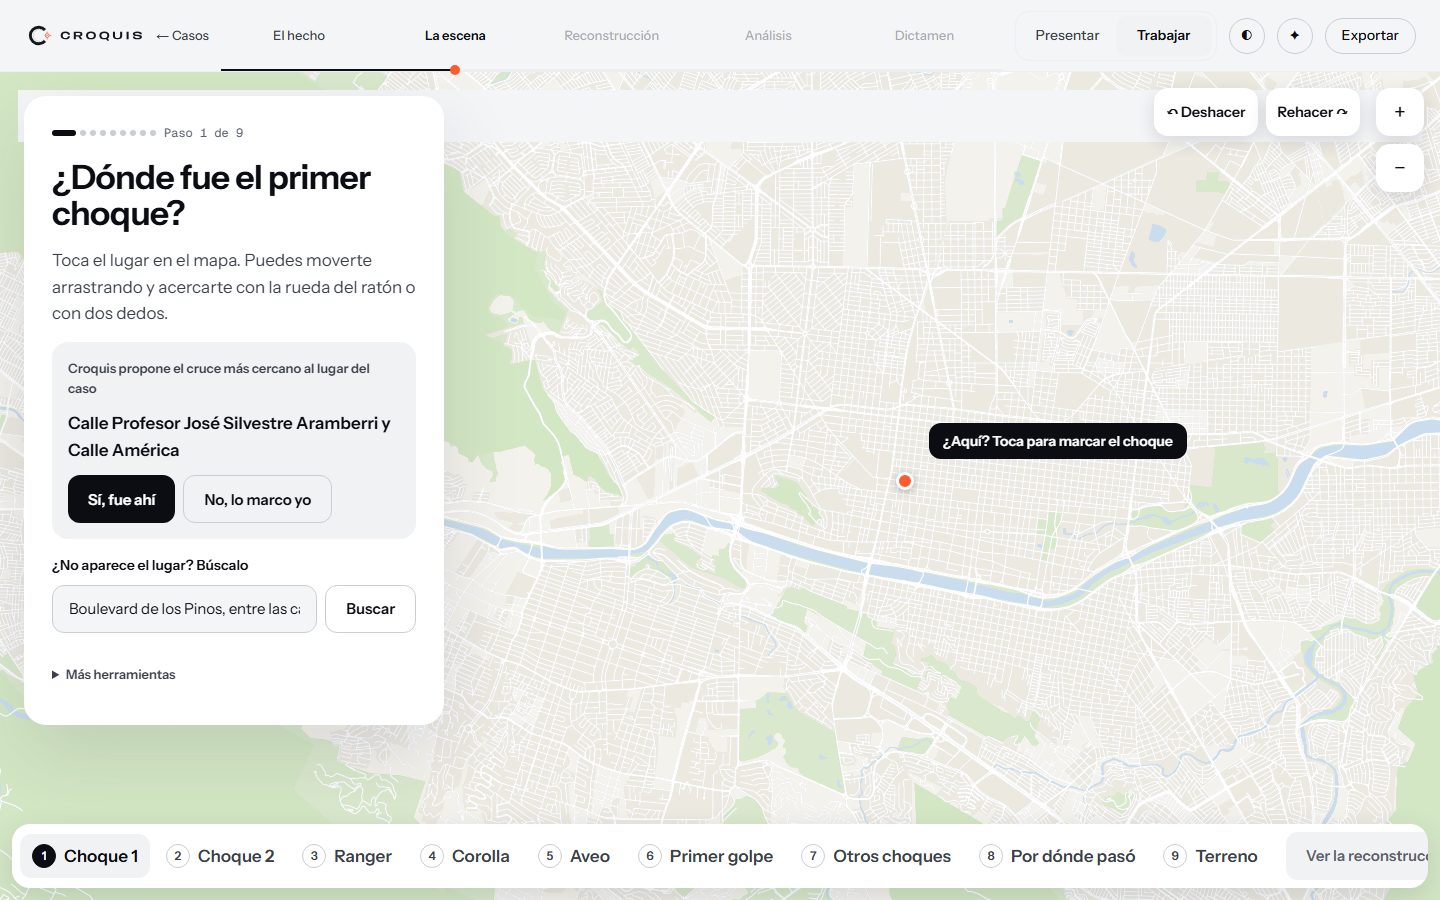 CROQUIS
← Casos
El hecho
La escena
Reconstrucción
Análisis
Dictamen
Presentar
Trabajar
Exportar
Deshacer
Rehacer
+
−
Paso 1 de 9
¿Dónde fue el primer
choque?
Toca el lugar en el mapa. Puedes moverte
arrastrando y acercarte con la rueda del ratón o
con dos dedos.
Croquis propone el cruce más cercano al lugar del
caso
Calle Profesor José Silvestre Aramberri y
Calle América
Sí, fue ahí
No, lo marco yo
¿No aparece el lugar? Búscalo
Boulevard de los Pinos, entre las
Buscar
Más herramientas
¿Aquí? Toca para marcar el choque
1 Choque 1
2 Choque 2
3 Ranger
4 Corolla
5 Aveo
6 Primer golpe
7 Otros choques
8 Por dónde pasó
9 Terreno
Ver la